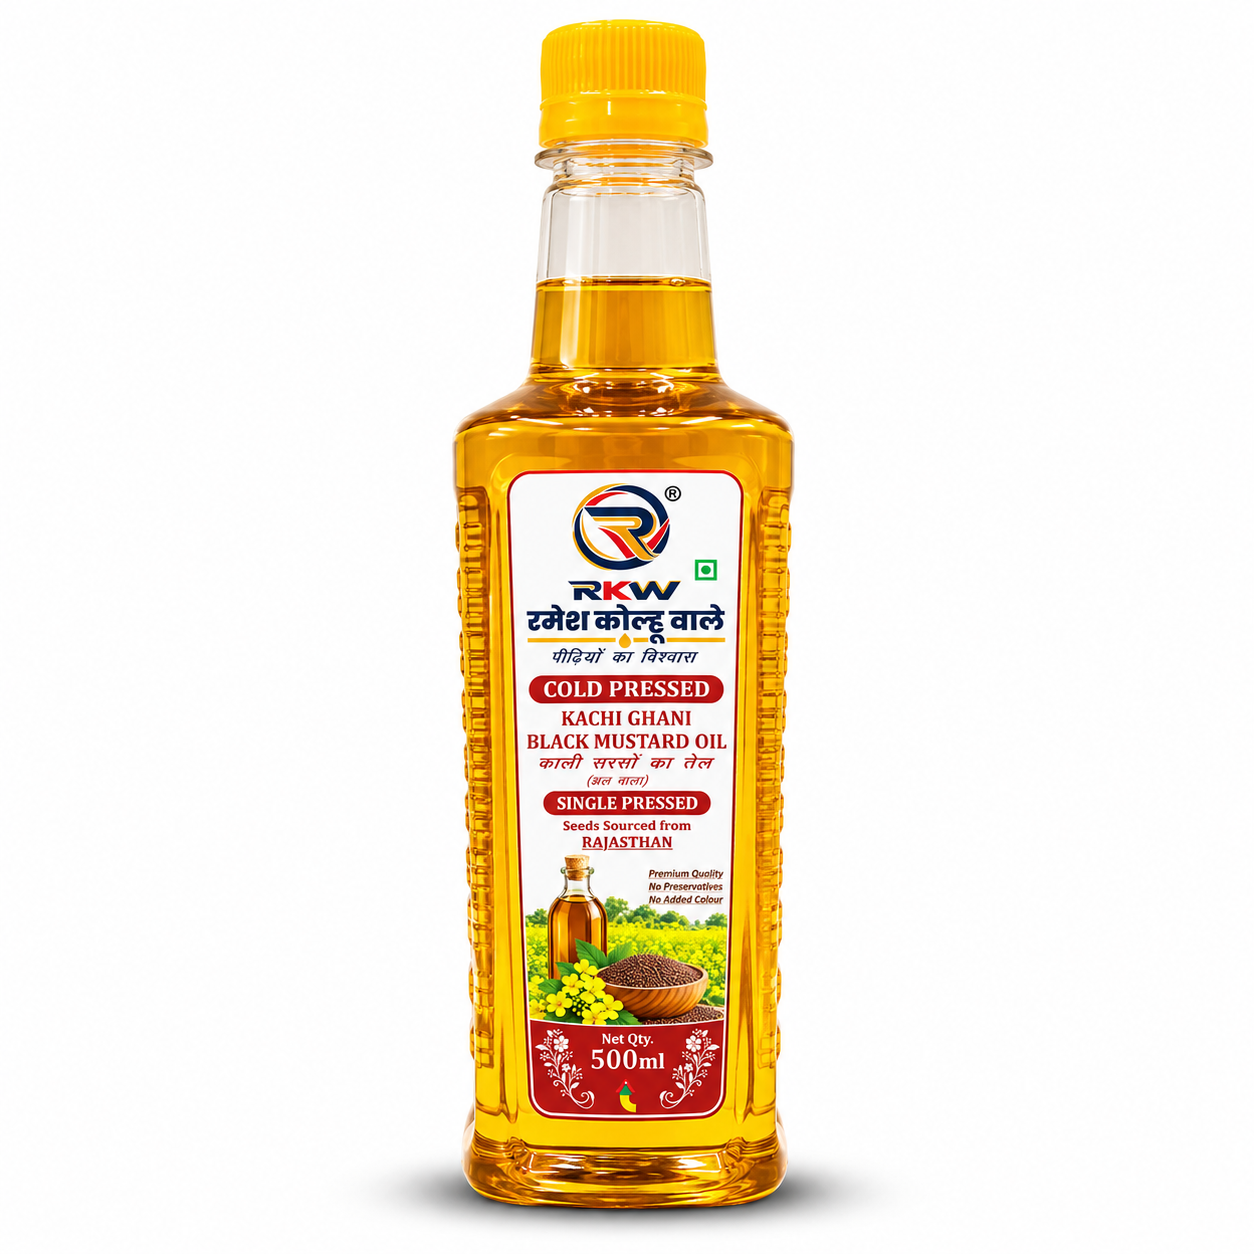 ®
RKW
रमेश कोल्हू वाले
पीढ़ियों का विश्वास
COLD PRESSED
KACHI GHANI
BLACK MUSTARD OIL
काली सरसों का तेल
(अल वाला)
SINGLE PRESSED
Seeds Sourced from
RAJASTHAN
Premium Quality
No Preservatives
No Added Colour
Net Qty.
500ml